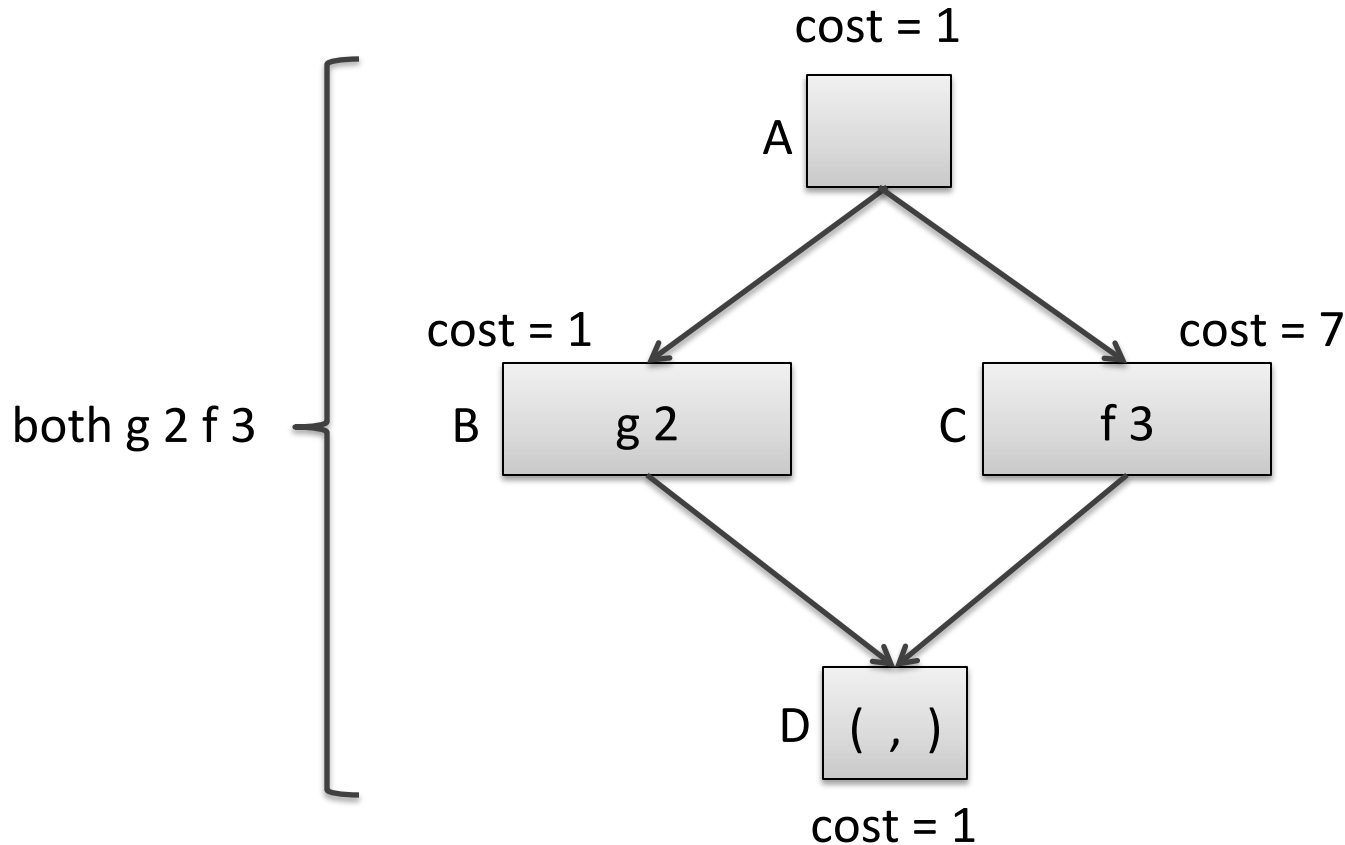 cost = 1
A
cost = 1
cost = 7
both g 2 f 3
B
g 2
C
f 3
D
( , )
cost = 1